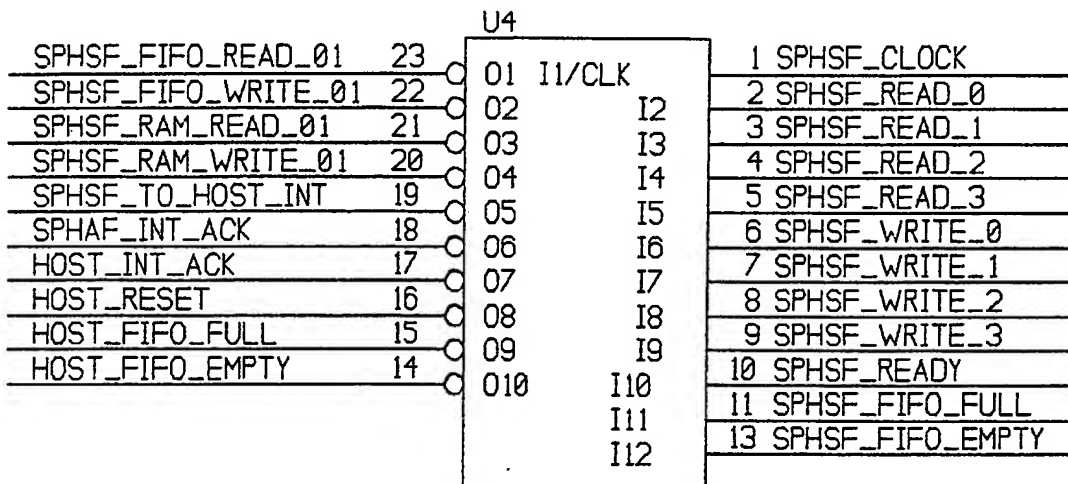 U4
SPHSF_FIFO_READ_01 23 O1 I1/CLK 1 SPHSF_CLOCK
SPHSF_FIFO_WRITE_01 22 O2 I2 2 SPHSF_READ_0
SPHSF_RAM_READ_01 21 O3 I3 3 SPHSF_READ_1
SPHSF_RAM_WRITE_01 20 O4 I4 4 SPHSF_READ_2
SPHSF_TO_HOST_INT 19 O5 I5 5 SPHSF_READ_3
SPHAF_INT_ACK 18 O6 I6 6 SPHSF_WRITE_0
HOST_INT_ACK 17 O7 I7 7 SPHSF_WRITE_1
HOST_RESET 16 O8 I8 8 SPHSF_WRITE_2
HOST_FIFO_FULL 15 O9 I9 9 SPHSF_WRITE_3
HOST_FIFO_EMPTY 14 O10 I10 10 SPHSF_READY
I11 11 SPHSF_FIFO_FULL
I12 13 SPHSF_FIFO_EMPTY